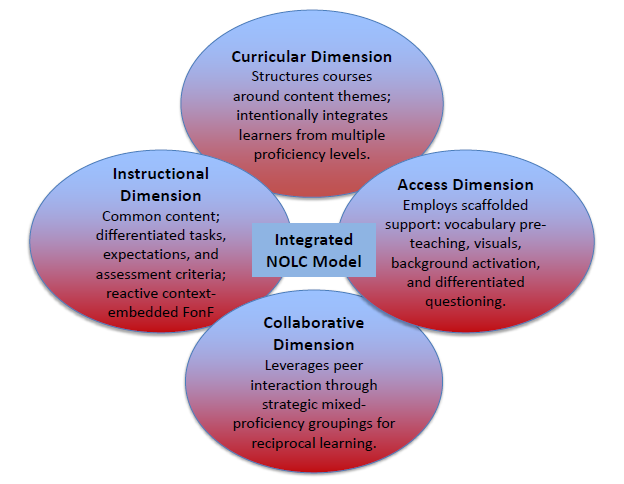 Curricular Dimension
Structures courses
around content themes;
intentionally integrates
learners from multiple
proficiency levels.
Instructional
Dimension
Common content;
differentiated tasks,
expectations, and
assessment criteria;
reactive context-
embedded FonF
Integrated
NOLC Model
Access Dimension
Employs scaffolded
support: vocabulary pre-
teaching, visuals,
background activation,
and differentiated
questioning.
Collaborative
Dimension
Leverages peer
interaction through
strategic mixed-
proficiency groupings for
reciprocal learning.